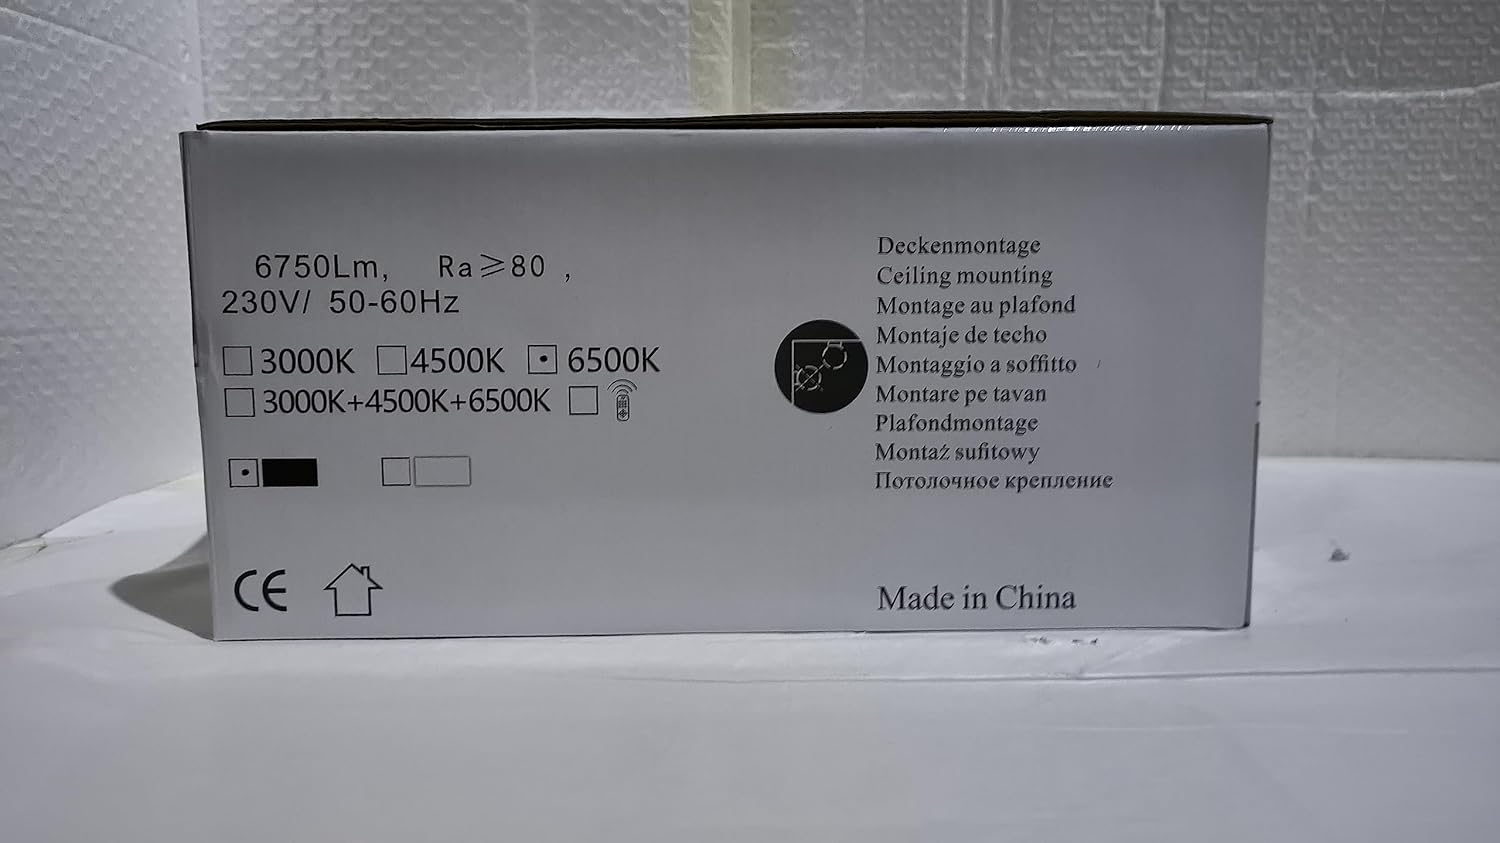 6750Lm, Ra≥80 ,
230V/ 50-60Hz
3000K 4500K 6500K
3000K+4500K+6500K
CE
Deckenmontage
Ceiling mounting
Montage au plafond
Montaje de techo
Montaggio a soffitto
Montare pe tavan
Plafondmontage
Montaż sufitowy
Потолочное крепление
Made in China